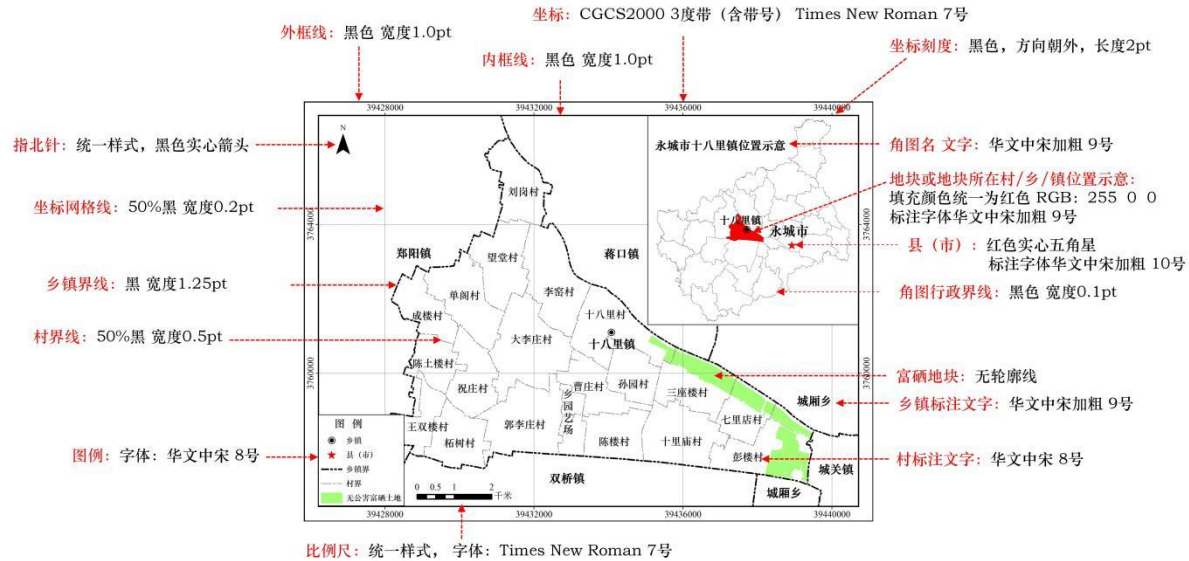 坐标：CGCS2000 3度带（含带号） Times New Roman 7号
外框线：黑色 宽度1.0pt
内框线：黑色 宽度1.0pt
坐标刻度：黑色，方向朝外，长度2pt
39428000
39432000
39436000
39440000
指北针：统一样式，黑色实心箭头
N
永城市十八里镇位置示意
角图名 文字：华文中宋加粗 9号
刘岗村
地块或地块所在村/乡/镇位置示意：
填充颜色统一为红色 RGB：255 0 0
标注字体华文中宋加粗 9号
坐标网格线：50%黑 宽度0.2pt
3764000
3764000
十八里镇
永城市
郑阳镇
蒋口镇
县（市）：红色实心五角星
标注字体华文中宋加粗 10号
望堂村
乡镇界线：黑 宽度1.25pt
单阁村
李窑村
角图行政界线：黑色 宽度0.1pt
成楼村
十八里村
村界线：50%黑 宽度0.5pt
大李庄村
十八里镇
陈土楼村
3760000
3760000
祝庄村
曹庄村
孙园村
富硒地块：无轮廓线
三座楼村
乡园艺场
城厢乡
乡镇标注文字：华文中宋加粗 9号
图 例
乡镇
县（市）
乡镇界
村界
无公害富硒土地
王双楼村
郭李庄村
七里店村
柘树村
陈楼村
十里庙村
图例：字体：华文中宋 8号
彭楼村
村标注文字：华文中宋 8号
城关镇
双桥镇
城厢乡
0 0.5 1 2
千米
39428000
39432000
39436000
39440000
比例尺：统一样式， 字体：Times New Roman 7号